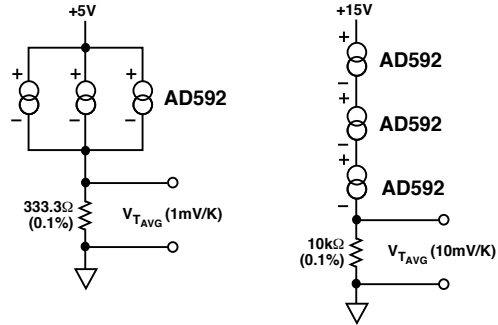 +5V
+
+
+
AD592
−
−
−
333.3Ω
(0.1%)
VTAVG (1mV/K)
+15V
+
AD592
−
+
AD592
−
+
AD592
−
10kΩ
(0.1%)
VTAVG (10mV/K)